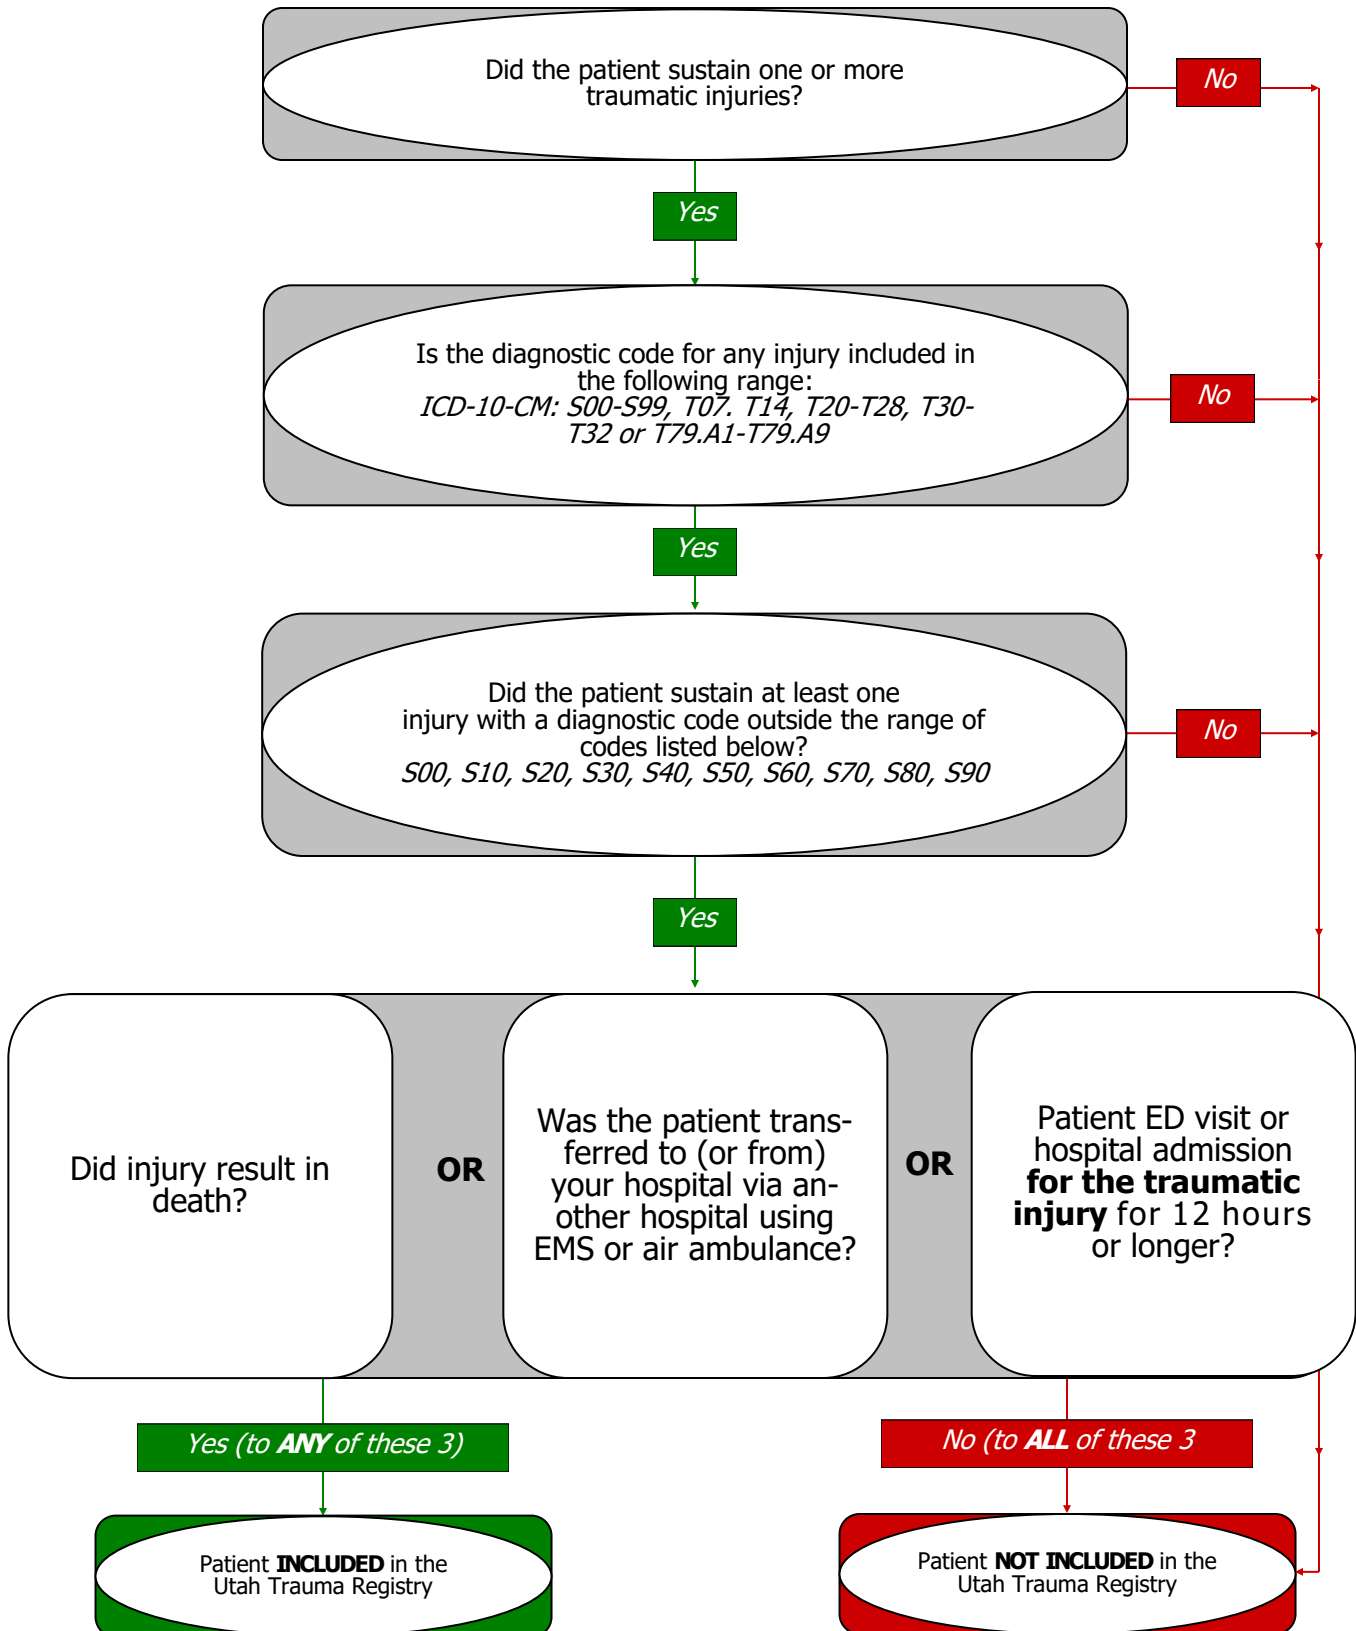 Did the patient sustain one or more
traumatic injuries?
No
Yes
Is the diagnostic code for any injury included in
the following range:
ICD-10-CM: S00-S99, T07. T14, T20-T28, T30-
T32 or T79.A1-T79.A9
No
Yes
Did the patient sustain at least one
injury with a diagnostic code outside the range of
codes listed below?
S00, S10, S20, S30, S40, S50, S60, S70, S80, S90
No
Yes
Did injury result in
death?
OR
Was the patient trans-
ferred to (or from)
your hospital via an-
other hospital using
EMS or air ambulance?
OR
Patient ED visit or
hospital admission
for the traumatic
injury for 12 hours
or longer?
Yes (to ANY of these 3)
No (to ALL of these 3
Patient INCLUDED in the
Utah Trauma Registry
Patient NOT INCLUDED in the
Utah Trauma Registry